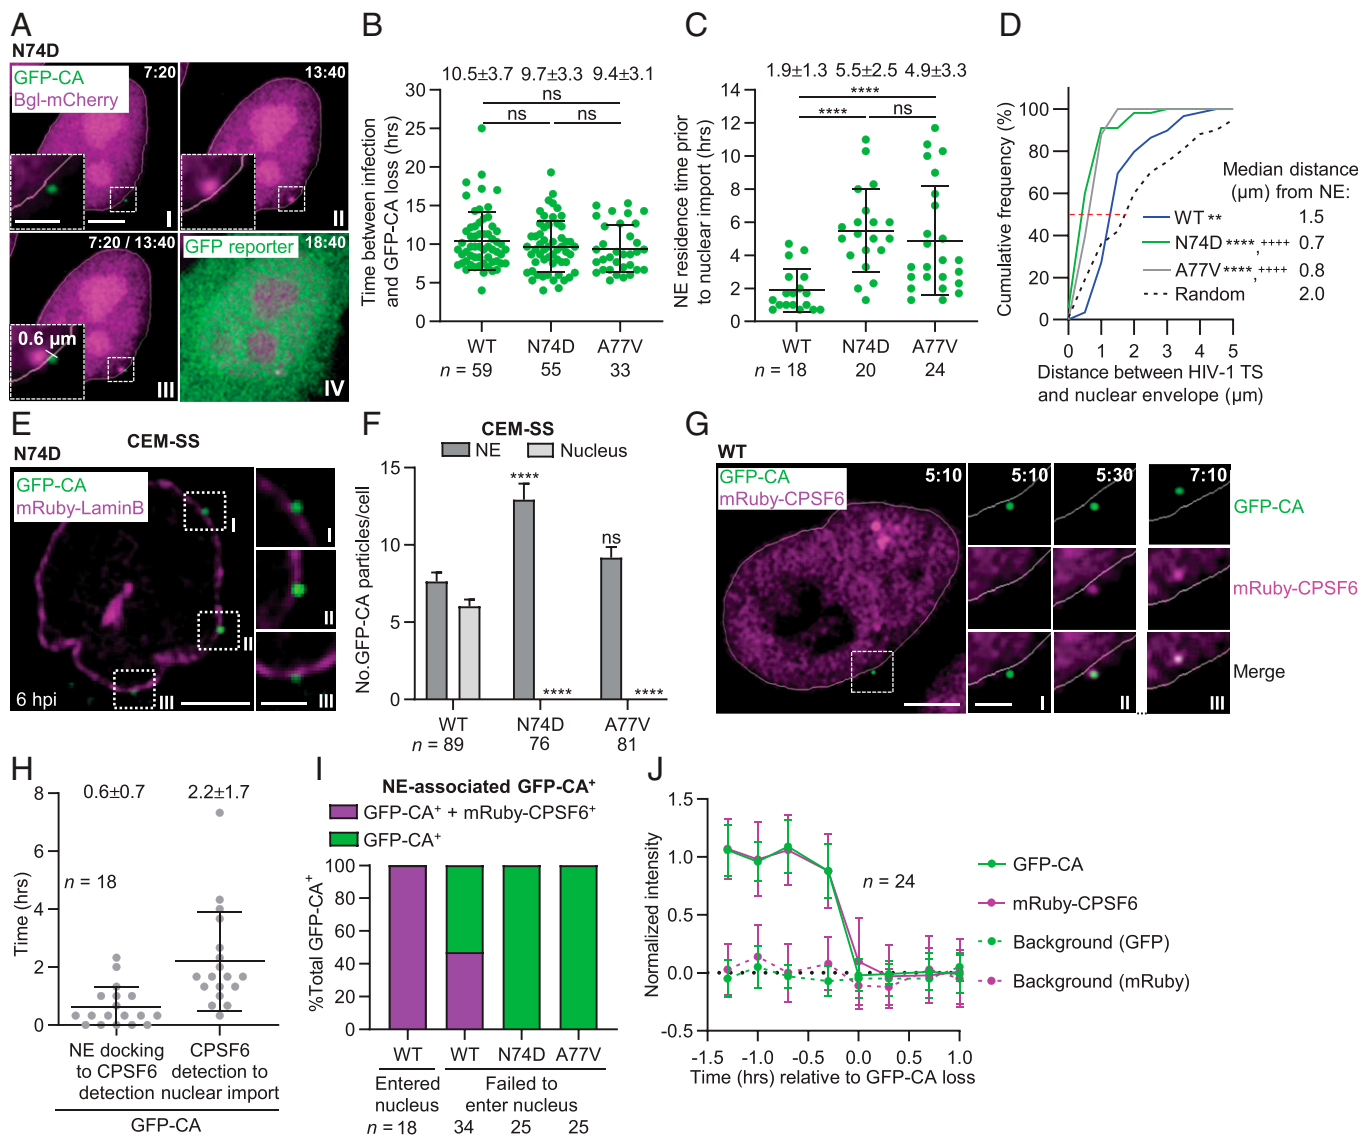 A
N74D
GFP-CA
Bgl-mCherry
7:20
I
13:40
II
7:20 / 13:40
0.6 µm
III
GFP reporter
18:40
IV
B
10.5±3.7 9.7±3.3 9.4±3.1
ns
ns ns
Time between infection
and GFP-CA loss (hrs)
30
25
20
15
10
5
0
WT N74D A77V
n = 59 55 33
C
1.9±1.3 5.5±2.5 4.9±3.3
****
**** ns
NE residence time prior
to nuclear import (hrs)
14
12
10
8
6
4
2
0
WT N74D A77V
n = 18 20 24
D
Cumulative frequency (%)
100
80
60
40
20
0
0 1 2 3 4 5
Distance between HIV-1 TS
and nuclear envelope (µm)
Median distance
(µm) from NE:
WT ** 1.5
N74D ****, ++++ 0.7
A77V ****, ++++ 0.8
Random 2.0
E
CEM-SS
N74D
GFP-CA
mRuby-LaminB
I
II
III
6 hpi
I
II
III
F
CEM-SS
NE Nucleus
No.GFP-CA particles/cell
15
10
5
0
****
ns
**** ****
WT N74D A77V
n = 89 76 81
G
WT
GFP-CA
mRuby-CPSF6
5:10
5:10 5:30 7:10
GFP-CA
mRuby-CPSF6
Merge
I II III
H
0.6±0.7 2.2±1.7
n = 18
Time (hrs)
8
6
4
2
0
NE docking
to CPSF6
detection
CPSF6
detection to
nuclear import
GFP-CA
I
NE-associated GFP-CA+
GFP-CA+ + mRuby-CPSF6+
GFP-CA+
%Total GFP-CA+
100
80
60
40
20
0
WT WT N74D A77V
Entered
nucleus
Failed to
enter nucleus
n = 18 34 25 25
J
Normalized intensity
1.5
1.0
0.5
0.0
-0.5
n = 24
-1.5 -1.0 -0.5 0.0 0.5 1.0
Time (hrs) relative to GFP-CA loss
GFP-CA
mRuby-CPSF6
Background (GFP)
Background (mRuby)